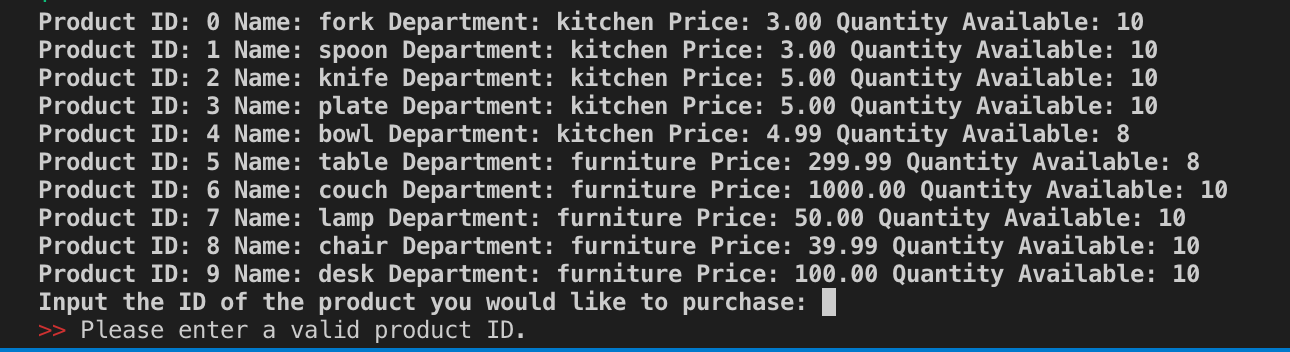 Product ID: 0 Name: fork Department: kitchen Price: 3.00 Quantity Available: 10
Product ID: 1 Name: spoon Department: kitchen Price: 3.00 Quantity Available: 10
Product ID: 2 Name: knife Department: kitchen Price: 5.00 Quantity Available: 10
Product ID: 3 Name: plate Department: kitchen Price: 5.00 Quantity Available: 10
Product ID: 4 Name: bowl Department: kitchen Price: 4.99 Quantity Available: 8
Product ID: 5 Name: table Department: furniture Price: 299.99 Quantity Available: 8
Product ID: 6 Name: couch Department: furniture Price: 1000.00 Quantity Available: 10
Product ID: 7 Name: lamp Department: furniture Price: 50.00 Quantity Available: 10
Product ID: 8 Name: chair Department: furniture Price: 39.99 Quantity Available: 10
Product ID: 9 Name: desk Department: furniture Price: 100.00 Quantity Available: 10
Input the ID of the product you would like to purchase:
>> Please enter a valid product ID.